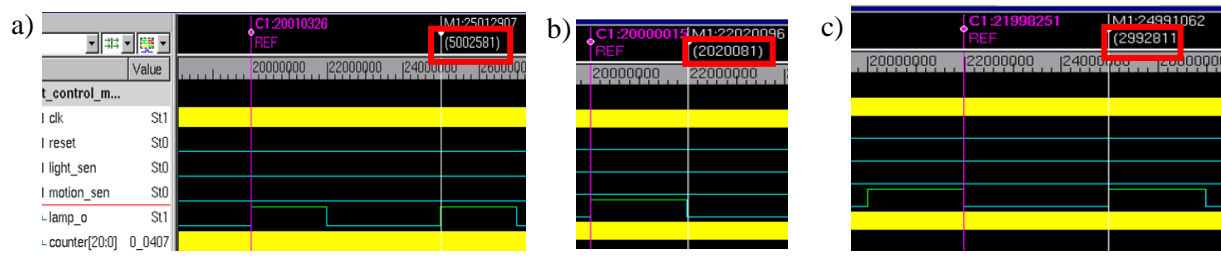 a)
C1:20010326 M1:25012907
REF (5002581)
Value 20000000 22000000 24000000 26000000
t_control_m...
clk St1
reset St0
light_sen St0
motion_sen St0
lamp_o St1
counter[20:0] 0_0407
b)
C1:20000015 M1:22020096
REF (2020081)
20000000 22000000
c)
C1:21998251 M1:24991062
REF (2992811
20000000 22000000